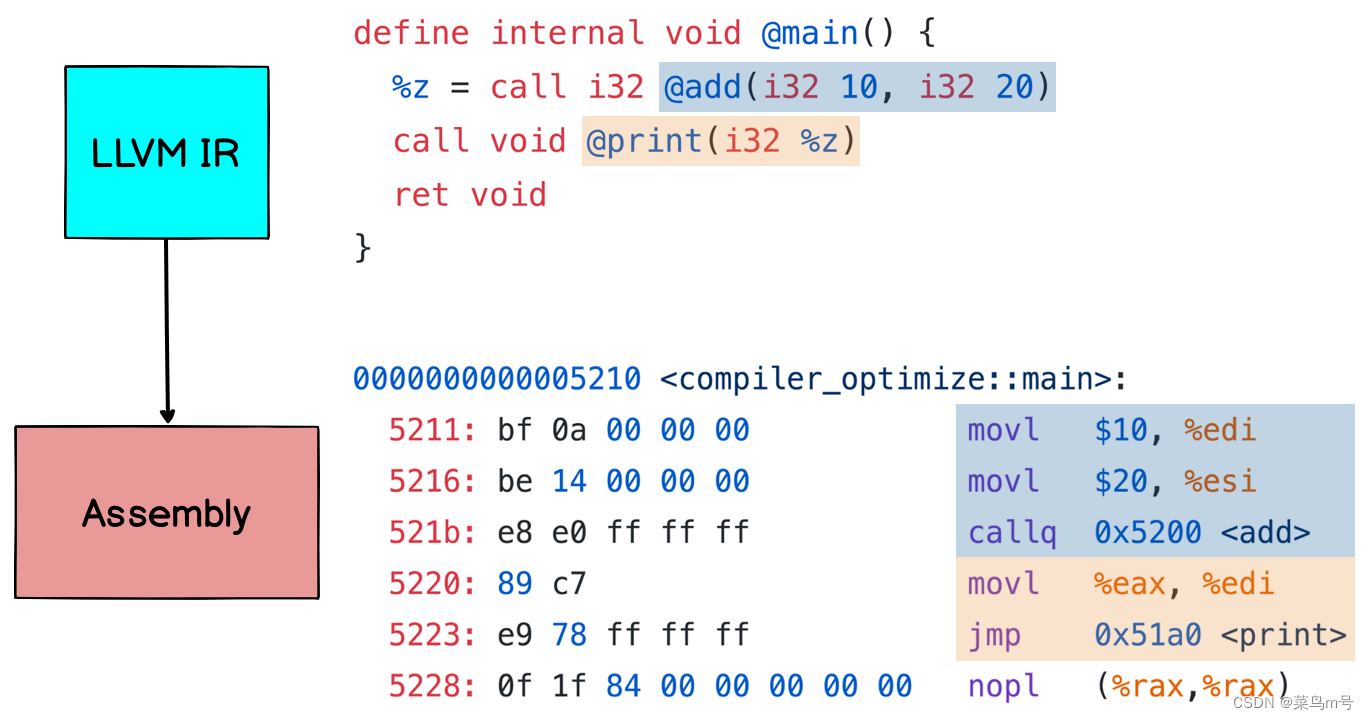 define internal void @main() {
LLVM IR
%z = call i32 @add(i32 10, i32 20)
call void @print(i32 %z)
ret void
}
0000000000005210 <compiler_optimize::main>:
5211: bf 0a 00 00 00 movl $10, %edi
5216: be 14 00 00 00 movl $20, %esi
521b: e8 e0 ff ff ff callq 0x5200 <add>
Assembly
5220: 89 c7 movl %eax, %edi
5223: e9 78 ff ff ff jmp 0x51a0 <print>
5228: 0f 1f 84 00 00 00 00 00 nopl (%rax,%rax)
CSDN @菜鸟m号